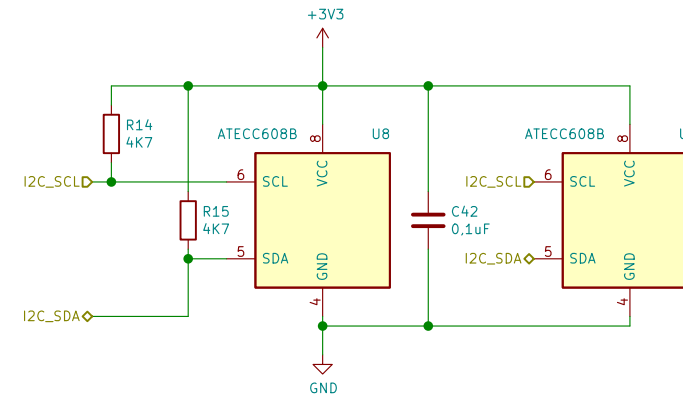 +3V3
R14
4K7
ATECC608B
U8
8
ATECC608B
8
I2C_SCL
6
SCL
VCC
I2C_SCL
6
SCL
VCC
R15
4K7
C42
0,1uF
5
SDA
GND
I2C_SDA
5
SDA
GND
4
4
I2C_SDA
GND